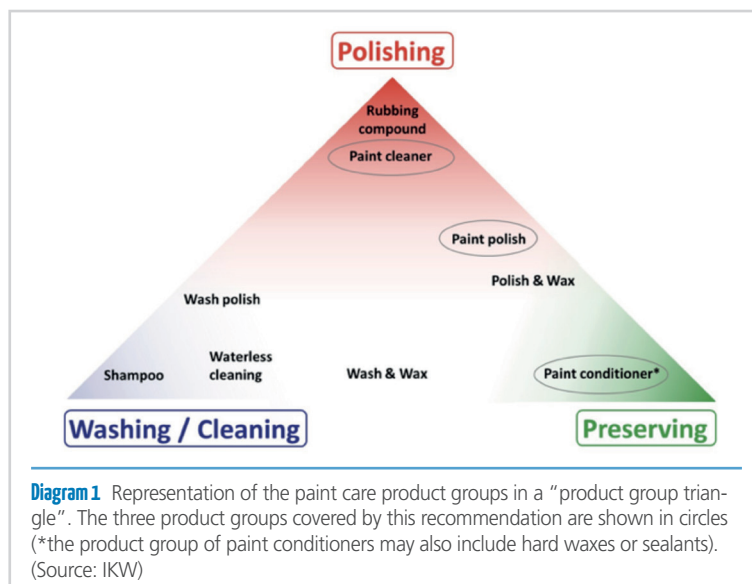 Polishing
Rubbing
compound
Paint cleaner
Paint polish
Polish & Wax
Wash polish
Waterless
cleaning
Shampoo
Wash & Wax
Paint conditioner*
Washing / Cleaning
Preserving
Diagram 1 Representation of the paint care product groups in a “product group trian-
gle”. The three product groups covered by this recommendation are shown in circles
(*the product group of paint conditioners may also include hard waxes or sealants).
(Source: IKW)